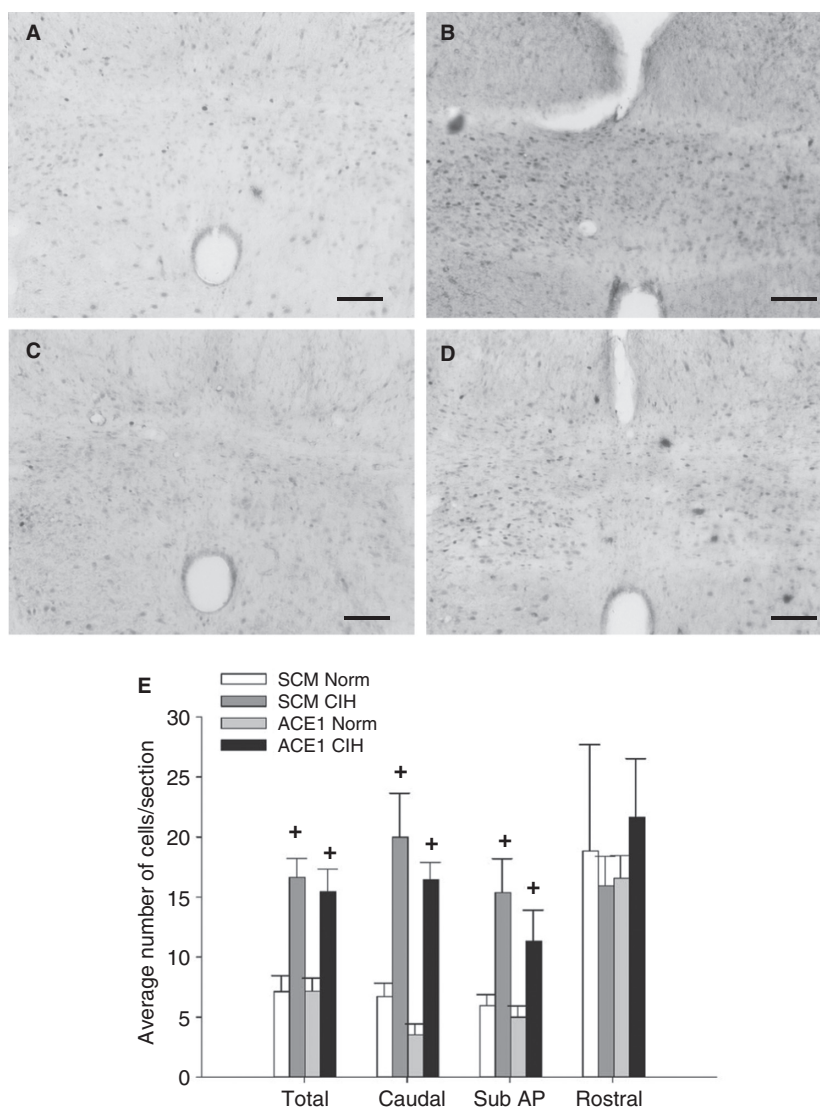 A
B
C
D
E
SCM Norm
SCM CIH
ACE1 Norm
ACE1 CIH
Average number of cells/section
30
25
20
15
10
5
0
+
+
+
+
+
+
Total
Caudal
Sub AP
Rostral